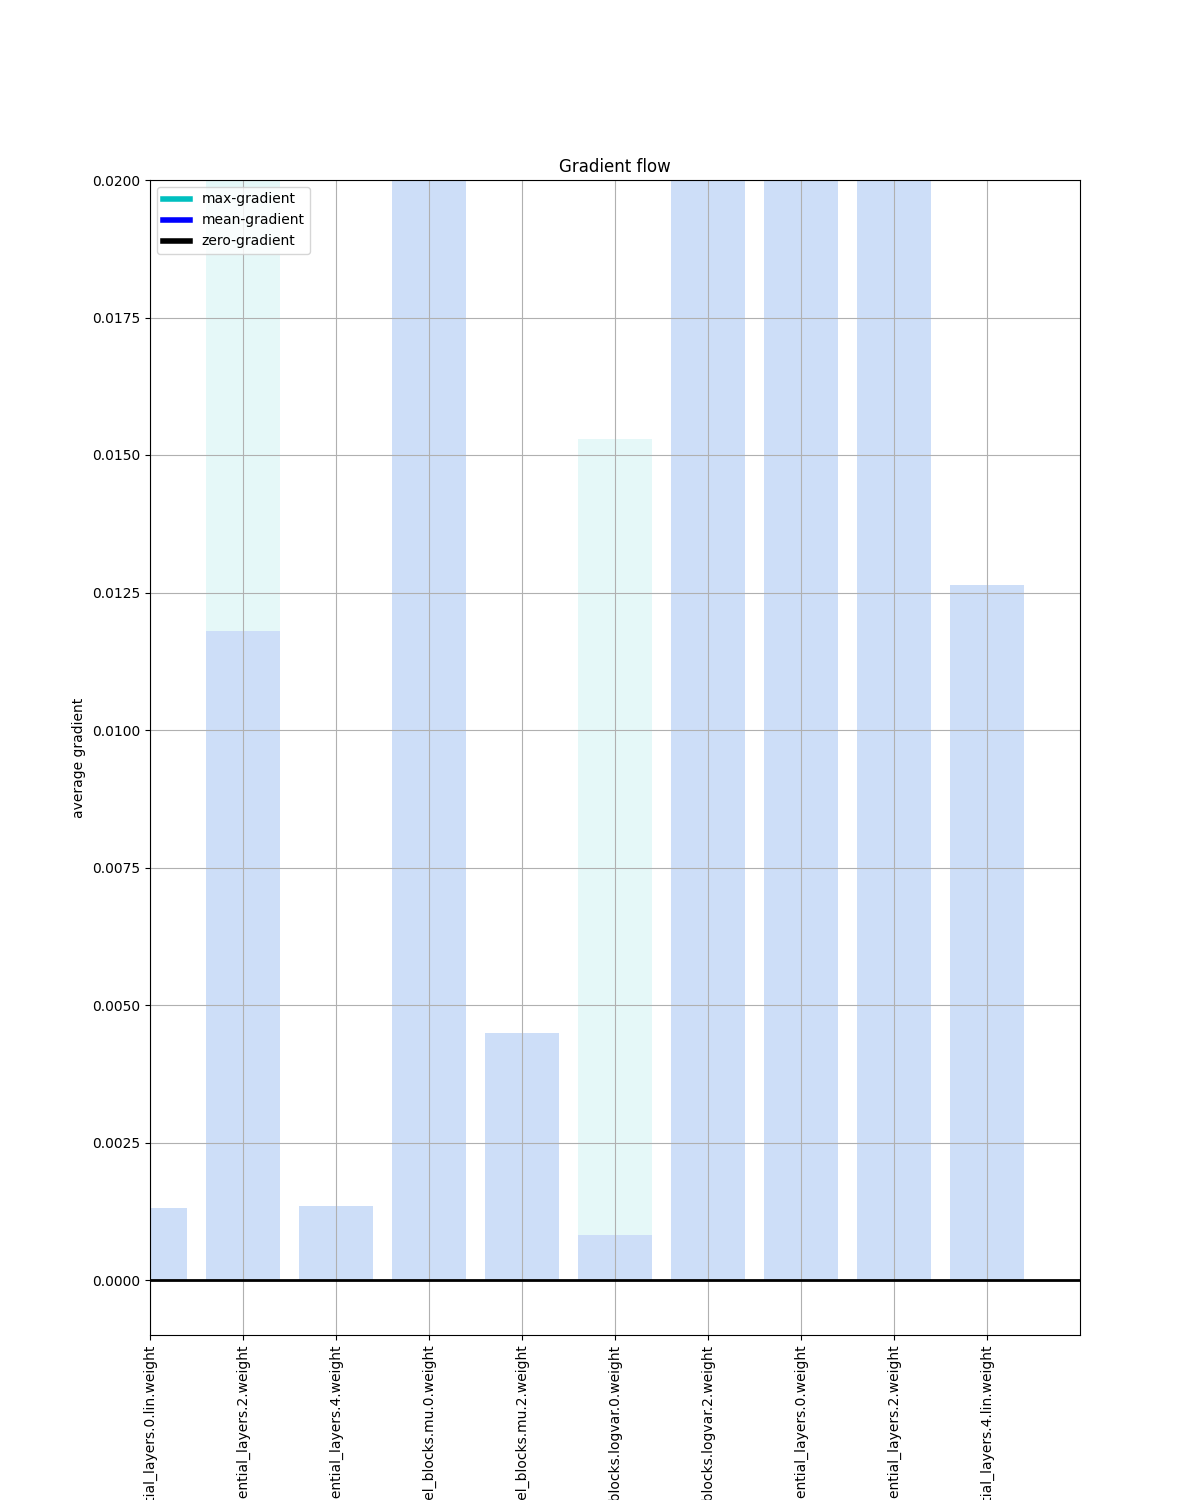 Gradient flow
max-gradient
mean-gradient
zero-gradient
0.0200
0.0175
0.0150
0.0125
0.0100
0.0075
0.0050
0.0025
0.0000
average gradient
tial_layers.0.lin.weight
ential_layers.2.weight
ential_layers.4.weight
el_blocks.mu.0.weight
el_blocks.mu.2.weight
blocks.logvar.0.weight
blocks.logvar.2.weight
ential_layers.0.weight
ential_layers.2.weight
tial_layers.4.lin.weight